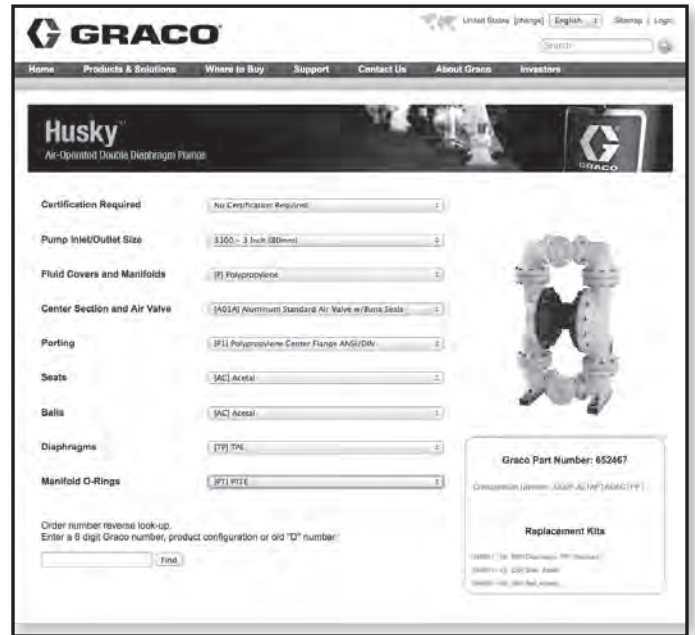 GRACO
United States [change] English Sitemap | Login
Search
Home Products & Solutions Where to Buy Support Contact Us About Graco Investors
Husky™
Air-Operated Double Diaphragm Pumps
GRACO
Certification Required No Certification Required
Pump Inlet/Outlet Size 3300 - 3 Inch (80mm)
Fluid Covers and Manifolds [P] Polypropylene
Center Section and Air Valve [A01A] Aluminum Standard Air Valve w/Buna Seals
Porting [P1] Polypropylene Center Flange ANSI/DIN
Seats [AC] Acetal
Balls [AC] Acetal
Diaphragms [TP] TPE
Manifold O-Rings [PT] PTFE
Graco Part Number: 652467
Replacement Kits
Order number reverse look-up.
Enter a 6 digit Graco number, product configuration or old "D" number
Find